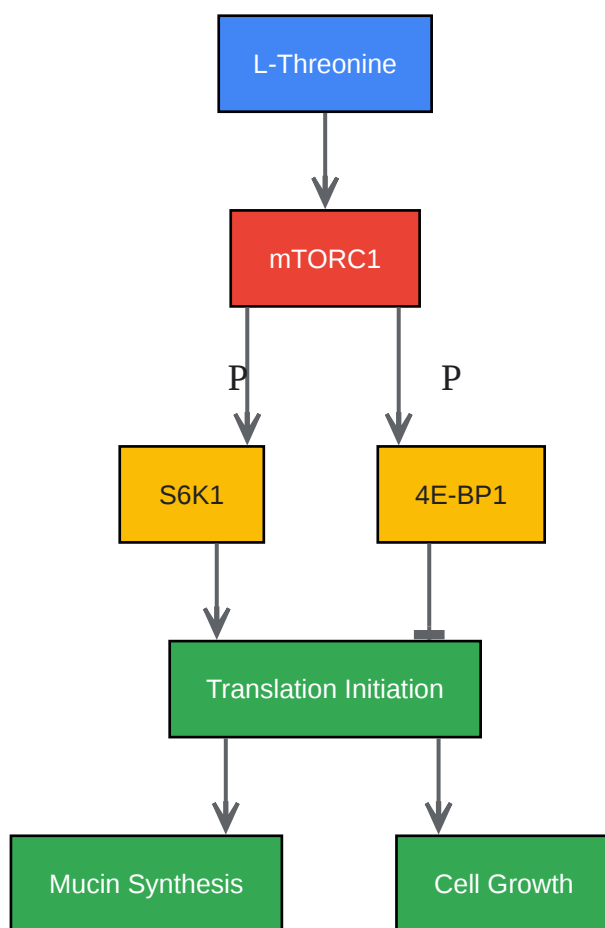 L-Threonine
mTORC1
P
P
S6K1
4E-BP1
Translation Initiation
Mucin Synthesis
Cell Growth